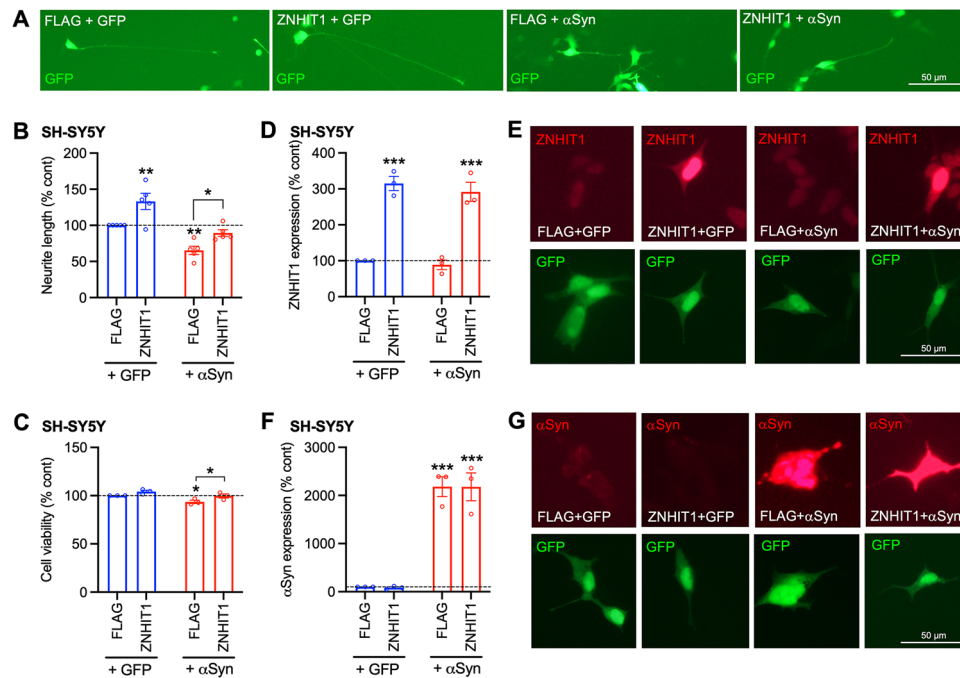 A
FLAG + GFP
ZNHIT1 + GFP
FLAG + αSyn
ZNHIT1 + αSyn
GFP
GFP
GFP
GFP
50 µm
B
SH-SY5Y
Neurite length (% cont)
200
150
100
50
0
**
**
*
FLAG
ZNHIT1
FLAG
ZNHIT1
+ GFP
+ αSyn
D
SH-SY5Y
ZNHIT1 expression (% cont)
400
300
200
100
0
***
***
FLAG
ZNHIT1
FLAG
ZNHIT1
+ GFP
+ αSyn
E
ZNHIT1
ZNHIT1
ZNHIT1
ZNHIT1
FLAG+GFP
ZNHIT1+GFP
FLAG+αSyn
ZNHIT1+αSyn
GFP
GFP
GFP
GFP
50 µm
C
SH-SY5Y
Cell viability (% cont)
150
100
50
0
*
*
FLAG
ZNHIT1
FLAG
ZNHIT1
+ GFP
+ αSyn
F
SH-SY5Y
αSyn expression (% cont)
3000
2000
1000
0
***
***
FLAG
ZNHIT1
FLAG
ZNHIT1
+ GFP
+ αSyn
G
αSyn
αSyn
αSyn
αSyn
FLAG+GFP
ZNHIT1+GFP
FLAG+αSyn
ZNHIT1+αSyn
GFP
GFP
GFP
GFP
50 µm